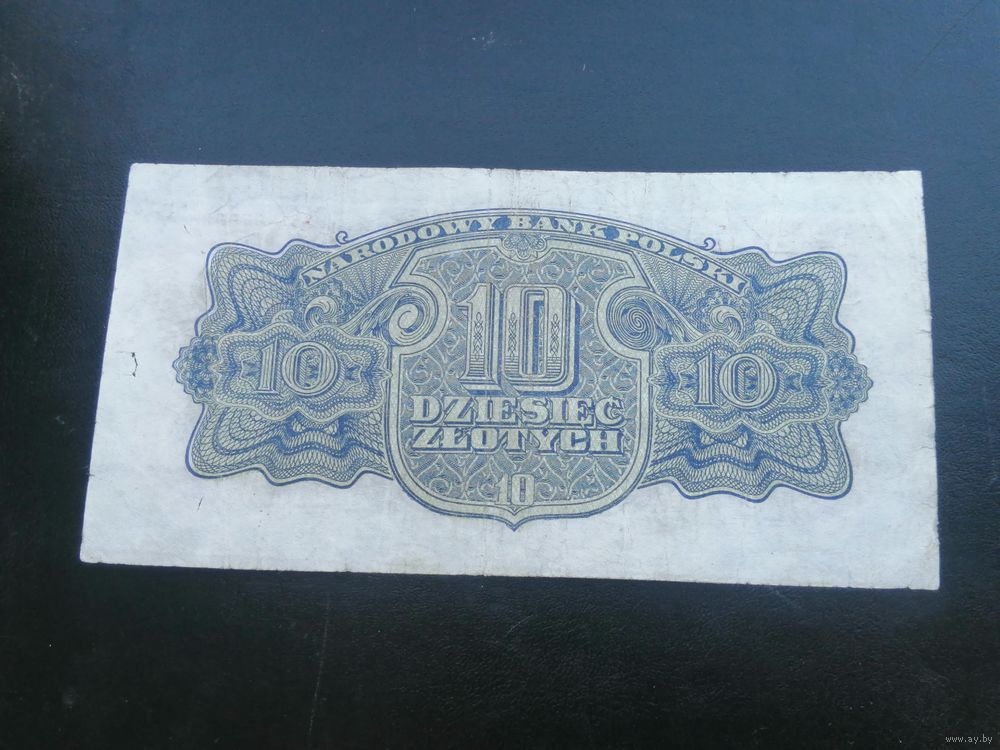 NARODOWY BANK POLSKI
10
10
10
DZIESIĘĆ
ZŁOTYCH
10
www.ay.by